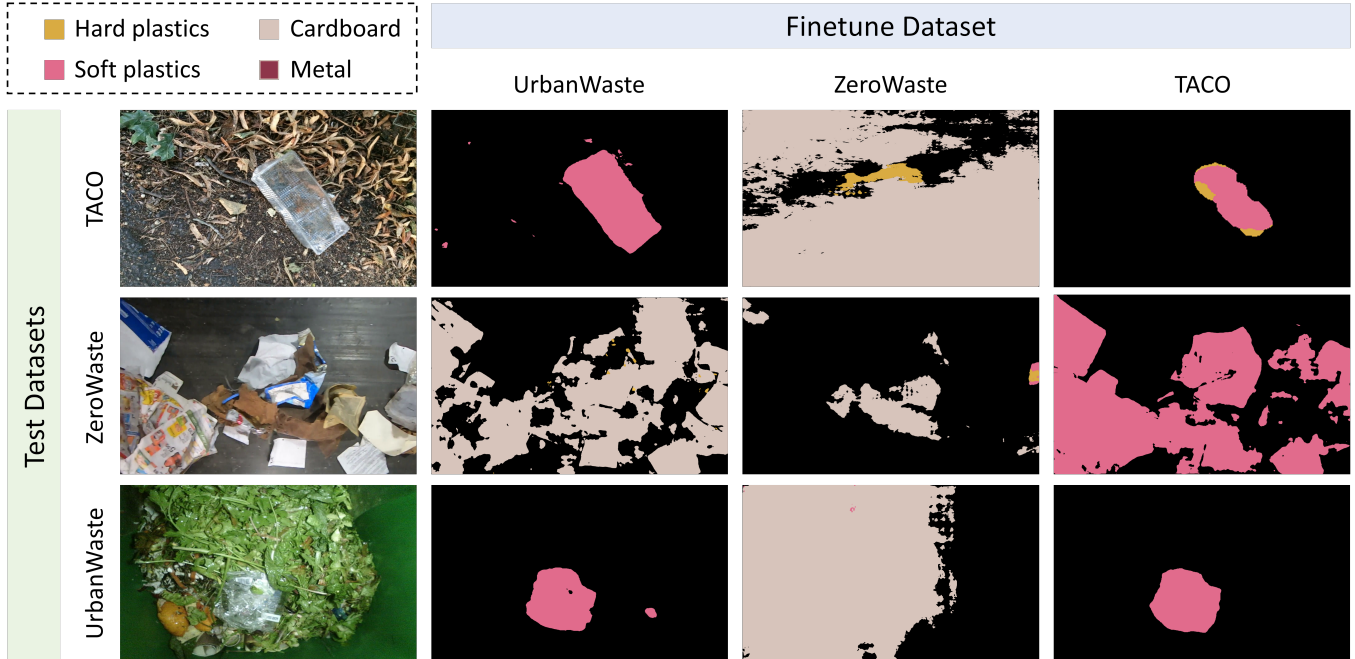 Hard plastics
Cardboard
Soft plastics
Metal
Finetune Dataset
UrbanWaste
ZeroWaste
TACO
Test Datasets
TACO
ZeroWaste
UrbanWaste